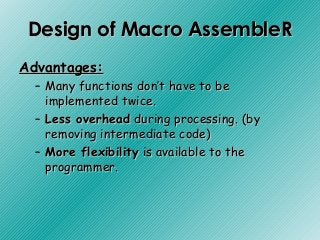 Design of Macro AssembleR
Advantages:
– Many functions don't have to be
implemented twice.
– Less overhead during processing. (by
removing intermediate code)
– More flexibility is available to the
programmer.